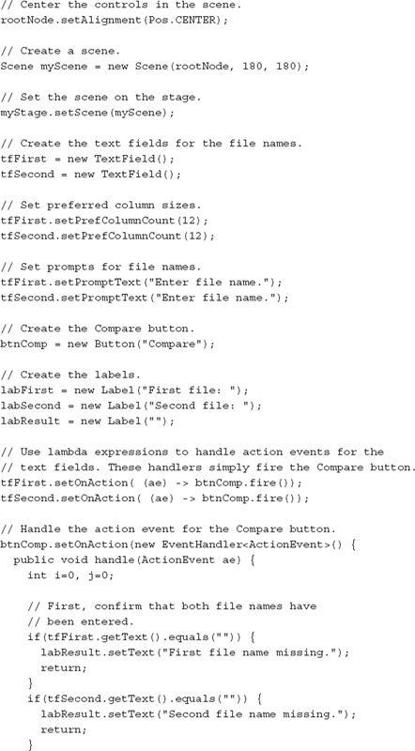 // Center the controls in the scene.
rootNode.setAlignment(Pos.CENTER);

// Create a scene.
Scene myScene = new Scene(rootNode, 180, 180);

// Set the scene on the stage.
myStage.setScene(myScene);

// Create the text fields for the file names.
tfFirst = new TextField();
tfSecond = new TextField();

// Set preferred column sizes.
tfFirst.setPrefColumnCount(12);
tfSecond.setPrefColumnCount(12);

// Set prompts for file names.
tfFirst.setPromptText("Enter file name.");
tfSecond.setPromptText("Enter file name.");

// Create the Compare button.
btnComp = new Button("Compare");

// Create the labels.
labFirst = new Label("First file: ");
labSecond = new Label("Second file: ");
labResult = new Label("");

// Use lambda expressions to handle action events for the
// text fields. These handlers simply fire the Compare button.
tfFirst.setOnAction( (ae) -> btnComp.fire());
tfSecond.setOnAction( (ae) -> btnComp.fire());

// Handle the action event for the Compare button.
btnComp.setOnAction(new EventHandler<ActionEvent>() {
  public void handle(ActionEvent ae) {
    int i=0, j=0;

    // First, confirm that both file names have
    // been entered.
    if(tfFirst.getText().equals("")) {
      labResult.setText("First file name missing.");
      return;
    }
    if(tfSecond.getText().equals("")) {
      labResult.setText("Second file name missing.");
      return;
    }